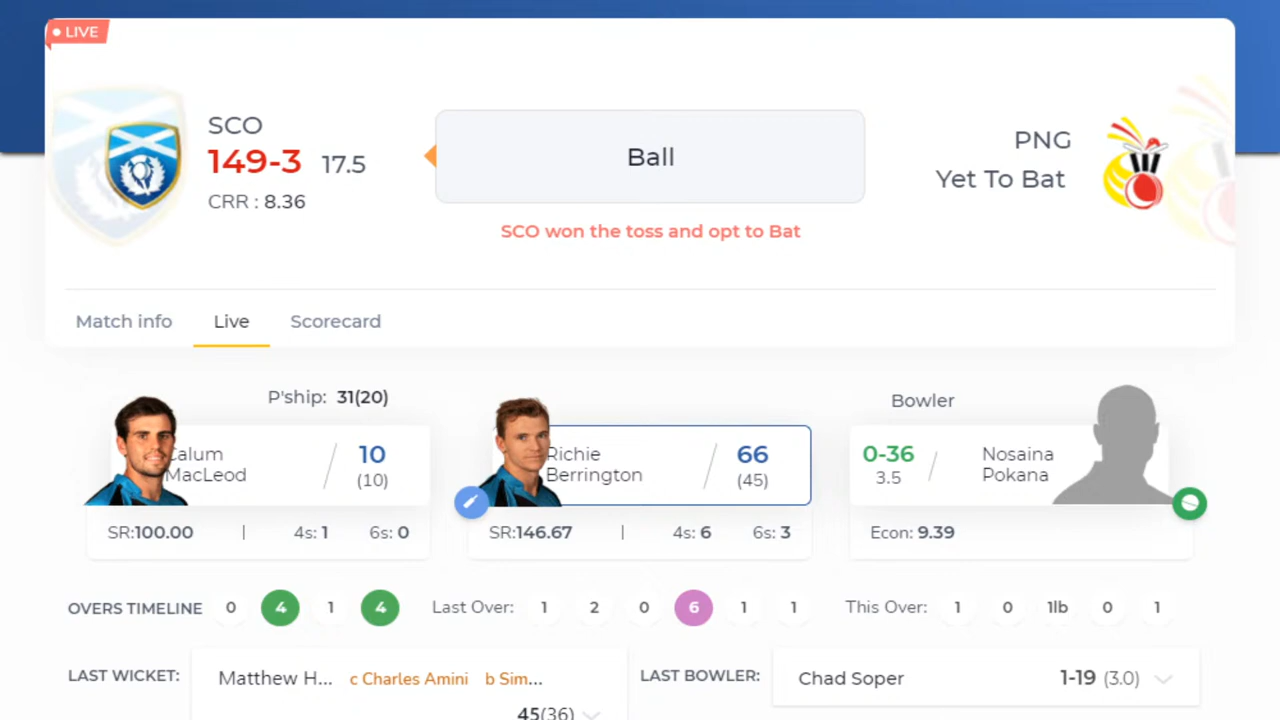 LIVE
SCO
149-3 17.5
CRR : 8.36
Ball
SCO won the toss and opt to Bat
PNG
Yet To Bat
Match info Live Scorecard
P'ship: 31(20)
Calum
MacLeod
10
(10)
SR:100.00 | 4s: 1 6s: 0
Richie
Berrington
66
(45)
SR:146.67 | 4s: 6 6s: 3
Bowler
0-36
3.5
Nosaina
Pokana
Econ: 9.39
OVERS TIMELINE 0 4 1 4 Last Over: 1 2 0 6 1 1 This Over: 1 0 1lb 0 1
LAST WICKET: Matthew H... c Charles Amini b Sim...
45(36)
LAST BOWLER: Chad Soper 1-19 (3.0)